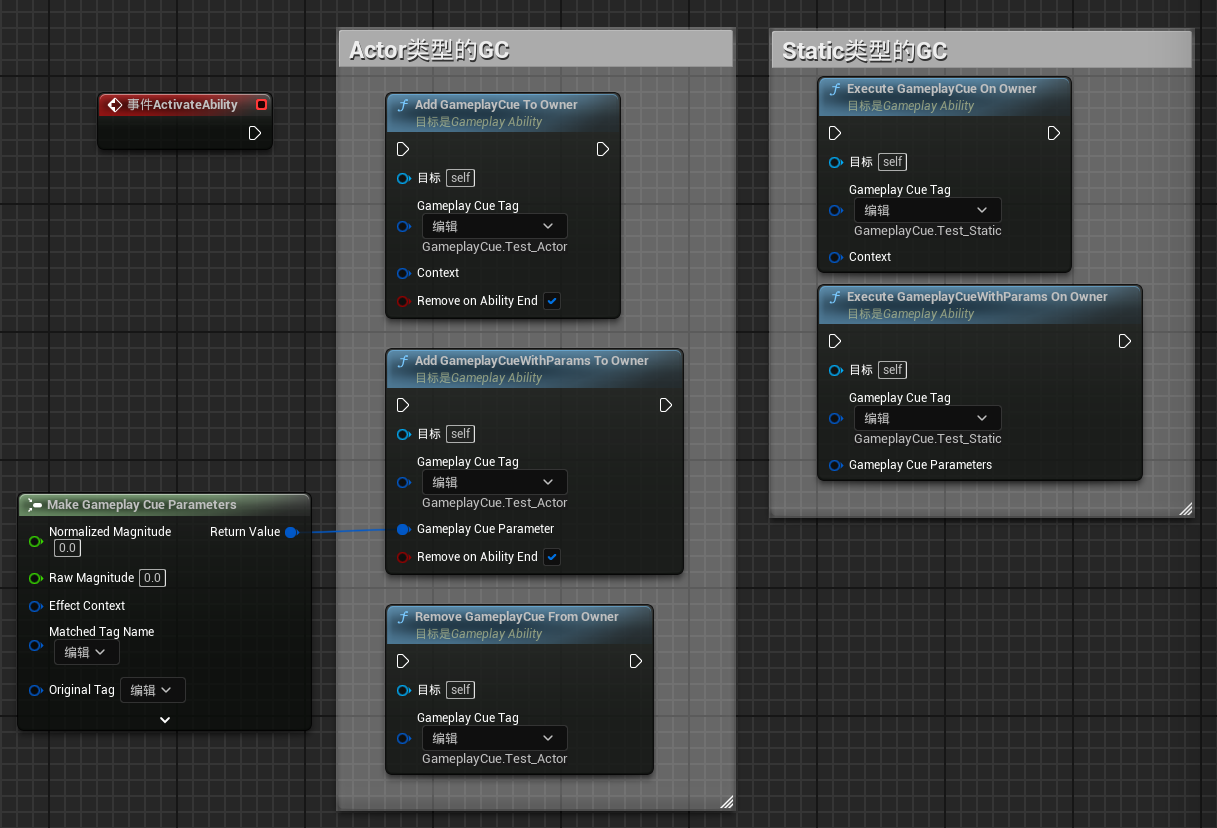 Actor类型的GC
Static类型的GC
事件ActivateAbility
Add GameplayCue To Owner
目标是Gameplay Ability
目标 self
Gameplay Cue Tag
编辑
GameplayCue.Test_Actor
Context
Remove on Ability End
Add GameplayCueWithParams To Owner
目标是Gameplay Ability
目标 self
Gameplay Cue Tag
编辑
GameplayCue.Test_Actor
Gameplay Cue Parameter
Remove on Ability End
Remove GameplayCue From Owner
目标是Gameplay Ability
目标 self
Gameplay Cue Tag
编辑
GameplayCue.Test_Actor
Execute GameplayCue On Owner
目标是Gameplay Ability
目标 self
Gameplay Cue Tag
编辑
GameplayCue.Test_Static
Context
Execute GameplayCueWithParams On Owner
目标是Gameplay Ability
目标 self
Gameplay Cue Tag
编辑
GameplayCue.Test_Static
Gameplay Cue Parameters
Make Gameplay Cue Parameters
Normalized Magnitude Return Value
0.0
Raw Magnitude 0.0
Effect Context
Matched Tag Name
编辑
Original Tag 编辑